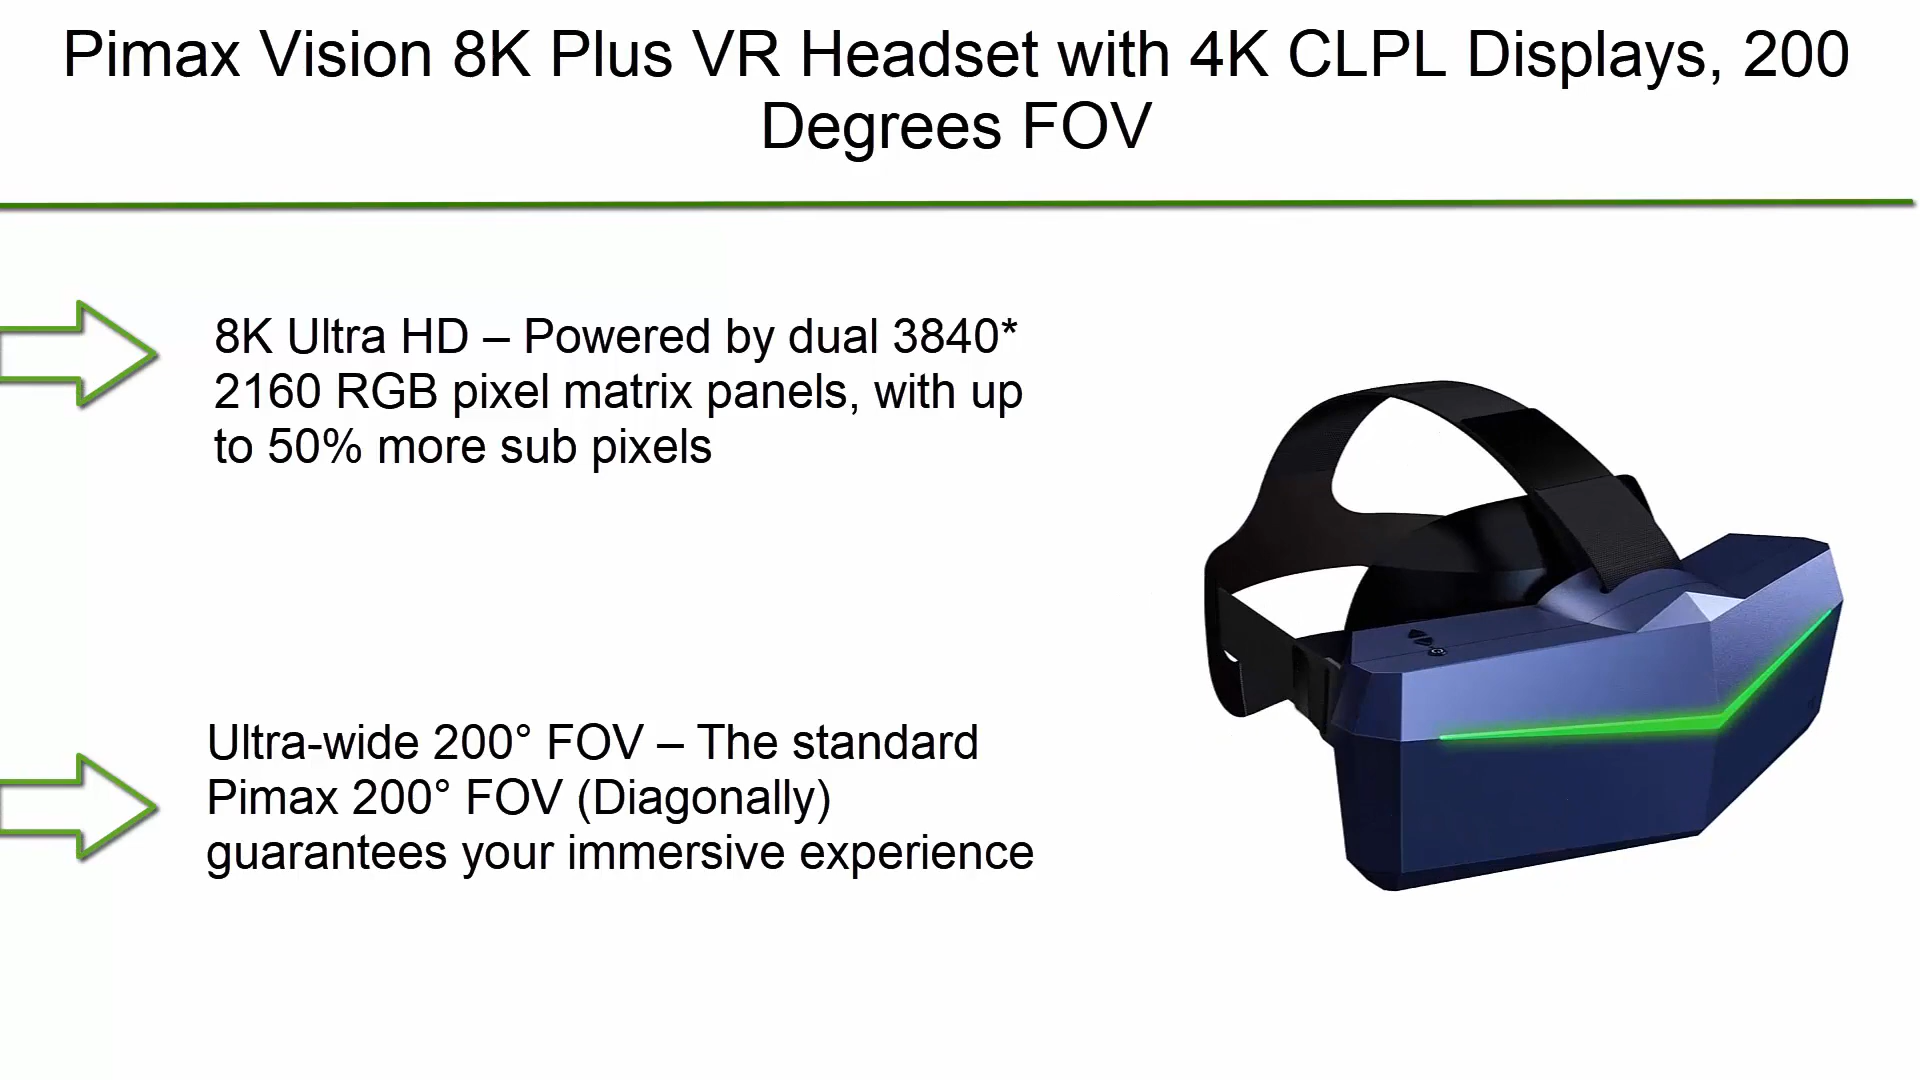 Pimax Vision 8K Plus VR Headset with 4K CLPL Displays, 200
Degrees FOV
8K Ultra HD – Powered by dual 3840*
2160 RGB pixel matrix panels, with up
to 50% more sub pixels
Ultra-wide 200° FOV – The standard
Pimax 200° FOV (Diagonally)
guarantees your immersive experience